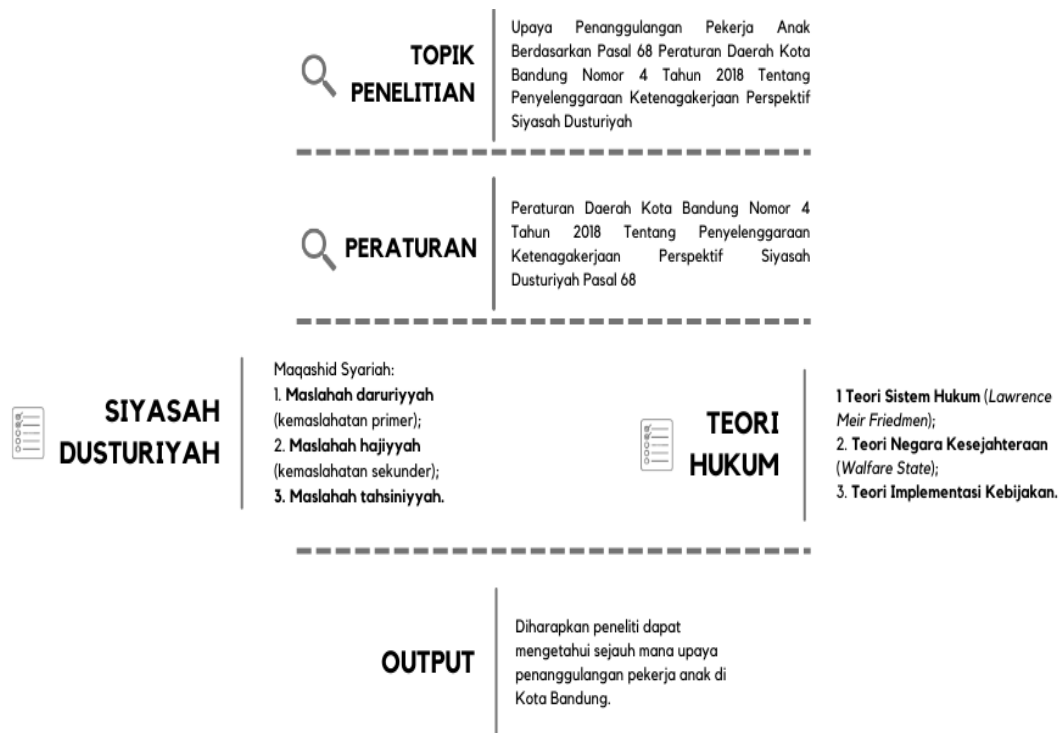 TOPIK
PENELITIAN
Upaya Penanggulangan Pekerja Anak
Berdasarkan Pasal 68 Peraturan Daerah Kota
Bandung Nomor 4 Tahun 2018 Tentang
Penyelenggaraan Ketenagakerjaan Perspektif
Siyasah Dusturiyah
PERATURAN
Peraturan Daerah Kota Bandung Nomor 4
Tahun 2018 Tentang Penyelenggaraan
Ketenagakerjaan Perspektif Siyasah
Dusturiyah Pasal 68
SIYASAH
DUSTURIYAH
Maqashid Syariah:
1. Maslahah daruriyyah
(kemaslahatan primer);
2. Maslahah hajiyyah
(kemaslahatan sekunder);
3. Maslahah tahsiniyyah.
TEORI
HUKUM
1 Teori Sistem Hukum (Lawrence
Meir Friedmen);
2. Teori Negara Kesejahteraan
(Walfare State);
3. Teori Implementasi Kebijakan.
OUTPUT
Diharapkan peneliti dapat
mengetahui sejauh mana upaya
penanggulangan pekerja anak di
Kota Bandung.